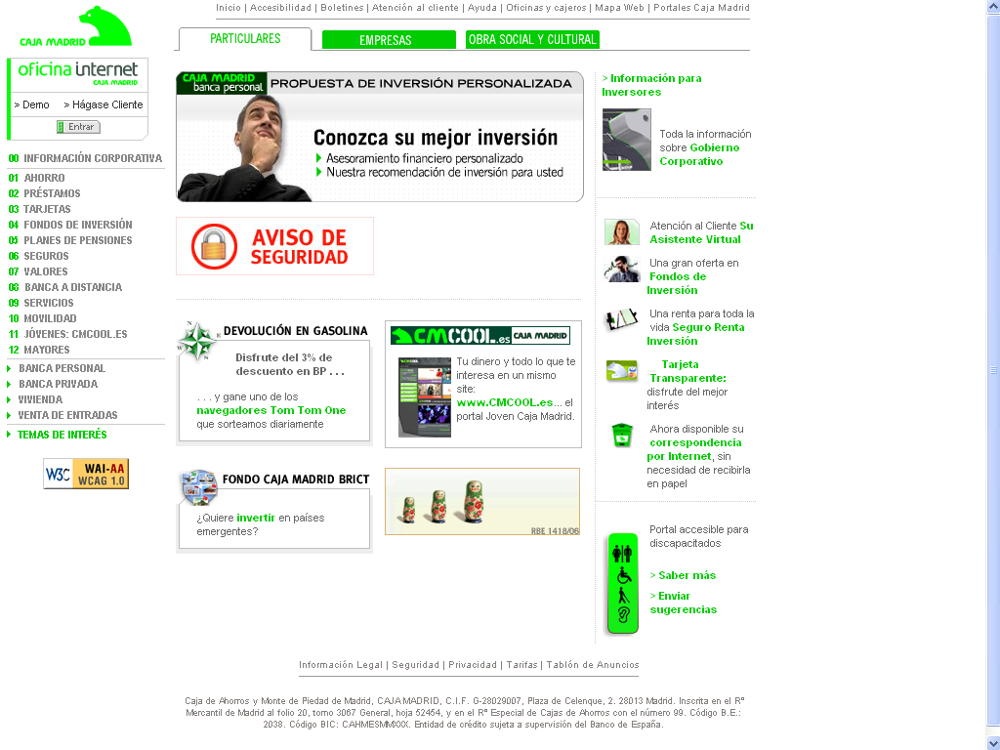 Inicio | Accesibilidad | Boletines | Atención al cliente | Ayuda | Oficinas y cajeros | Mapa Web | Portales Caja Madrid
CAJA MADRID
PARTICULARES
EMPRESAS
OBRA SOCIAL Y CULTURAL
oficina internet
CAJA MADRID
> Demo > Hágase Cliente
Entrar
00 INFORMACIÓN CORPORATIVA
01 AHORRO
02 PRÉSTAMOS
03 TARJETAS
04 FONDOS DE INVERSIÓN
05 PLANES DE PENSIONES
06 SEGUROS
07 VALORES
08 BANCA A DISTANCIA
09 SERVICIOS
10 MOVILIDAD
11 JÓVENES: CMCOOL.ES
12 MAYORES
BANCA PERSONAL
BANCA PRIVADA
VIVIENDA
VENTA DE ENTRADAS
TEMAS DE INTERÉS
W3C WAI-AA
WCAG 1.0
CAJA MADRID
banca personal
PROPUESTA DE INVERSIÓN PERSONALIZADA
Conozca su mejor inversión
Asesoramiento financiero personalizado
Nuestra recomendación de inversión para usted
AVISO DE
SEGURIDAD
N
E
DEVOLUCIÓN EN GASOLINA
Disfrute del 3% de
descuento en BP . . .
. . . y gane uno de los
navegadores Tom Tom One
que sorteamos diariamente
CMCOOL.es CAJA MADRID
Tu dinero y todo lo que te
interesa en un mismo
site:
www.CMCOOL.es... el
portal Joven Caja Madrid.
FONDO CAJA MADRID BRICT
¿Quiere invertir en países
emergentes?
RBE 1418/06
> Información para
Inversores
Toda la información
sobre Gobierno
Corporativo
Atención al Cliente Su
Asistente Virtual
Una gran oferta en
Fondos de
Inversión
Una renta para toda la
vida Seguro Renta
Inversión
Tarjeta
Transparente:
disfrute del mejor
interés
Ahora disponible su
correspondencia
por Internet, sin
necesidad de recibirla
en papel
Portal accesible para
discapacitados
> Saber más
> Enviar
sugerencias
Información Legal | Seguridad | Privacidad | Tarifas | Tablón de Anuncios
Caja de Ahorros y Monte de Piedad de Madrid, CAJA MADRID, C.I.F. G-28029007, Plaza de Celenque, 2. 28013 Madrid. Inscrita en el Rº
Mercantil de Madrid al folio 20, tomo 3067 General, hoja 52454, y en el Rº Especial de Cajas de Ahorros con el número 99. Código B.E.:
2038. Código BIC: CAHMESMMXXX. Entidad de crédito sujeta a supervisión del Banco de España.